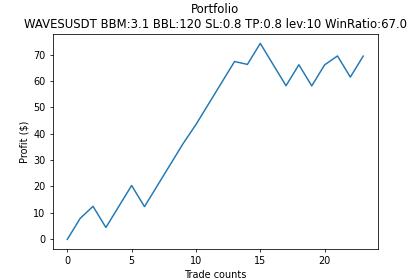 Portfolio
WAVESUSDT BBM:3.1 BBL:120 SL:0.8 TP:0.8 lev:10 WinRatio:67.0
Profit ($)
70
60
50
40
30
20
10
0
0 5 10 15 20
Trade counts